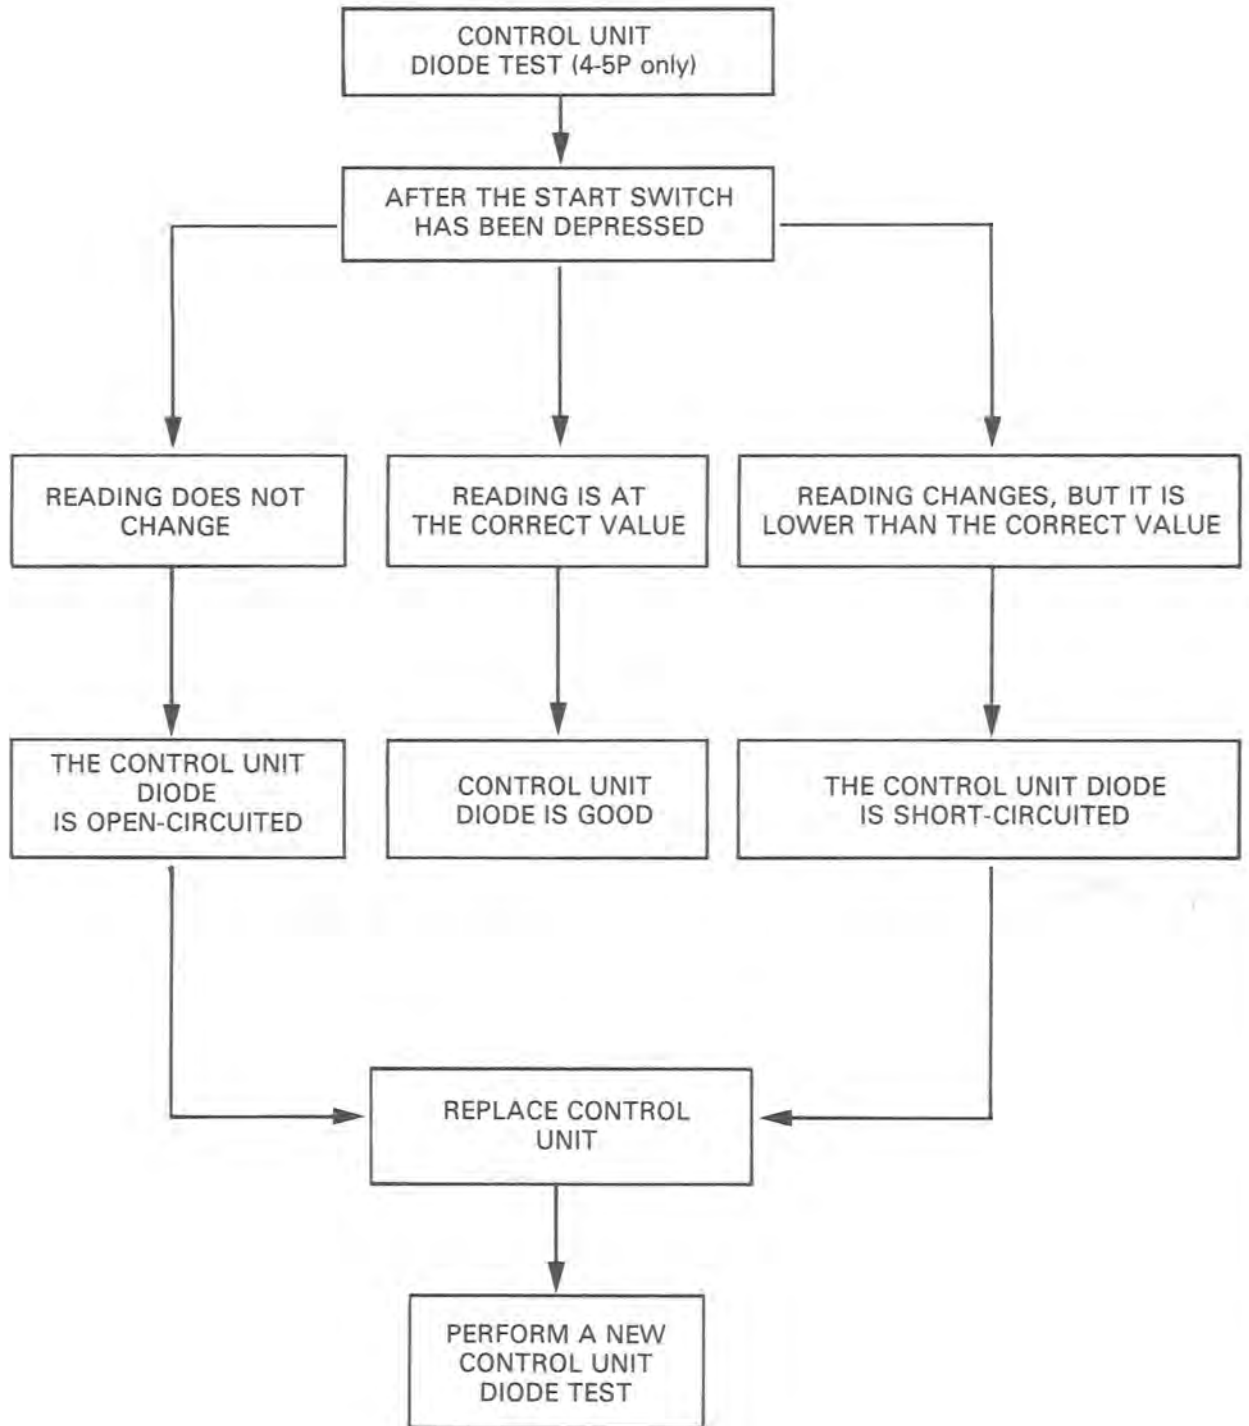 CONTROL UNIT
DIODE TEST (4-5P only)
AFTER THE START SWITCH
HAS BEEN DEPRESSED
READING DOES NOT
CHANGE
READING IS AT
THE CORRECT VALUE
READING CHANGES, BUT IT IS
LOWER THAN THE CORRECT VALUE
THE CONTROL UNIT
DIODE
IS OPEN-CIRCUITED
CONTROL UNIT
DIODE IS GOOD
THE CONTROL UNIT DIODE
IS SHORT-CIRCUITED
REPLACE CONTROL
UNIT
PERFORM A NEW
CONTROL UNIT
DIODE TEST